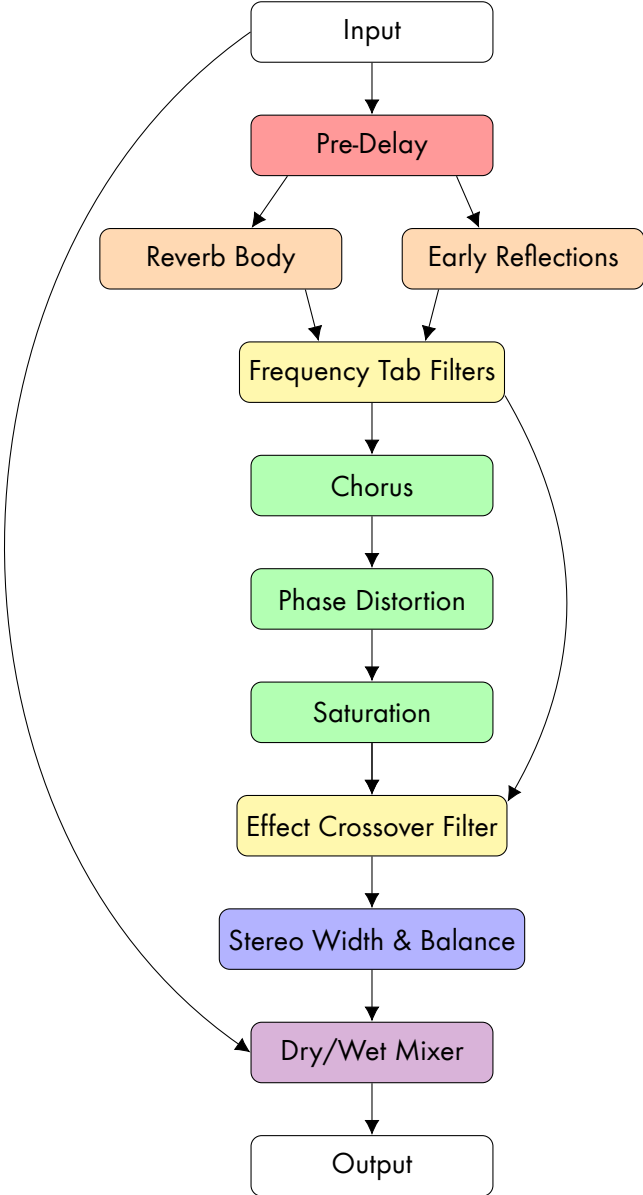 Input
Pre-Delay
Reverb Body
Early Reflections
Frequency Tab Filters
Chorus
Phase Distortion
Saturation
Effect Crossover Filter
Stereo Width & Balance
Dry/Wet Mixer
Output